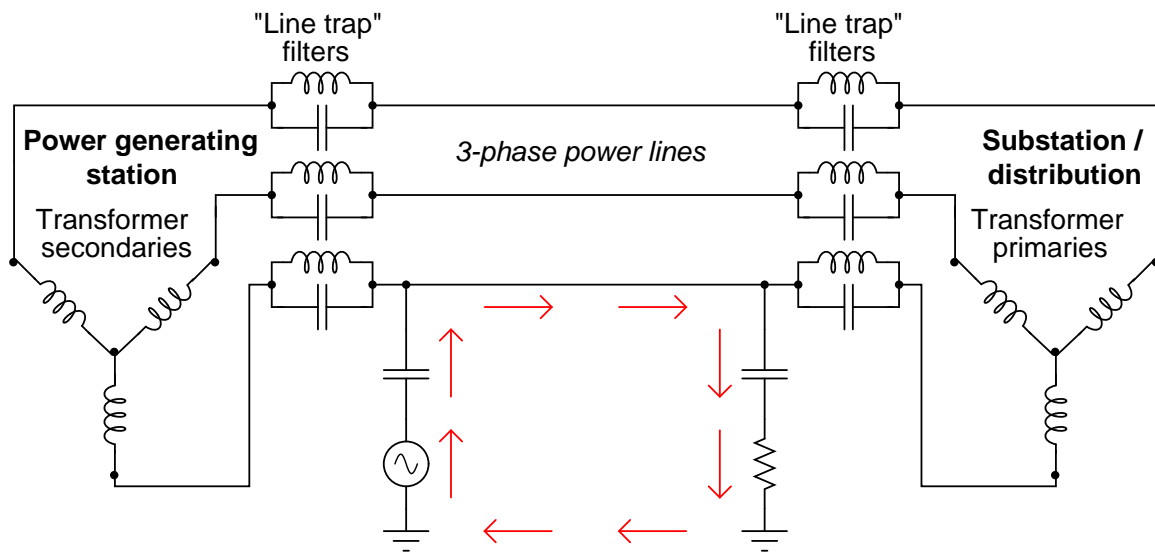 "Line trap"
filters
"Line trap"
filters
Power generating
station
3-phase power lines
Substation /
distribution
Transformer
secondaries
Transformer
primaries